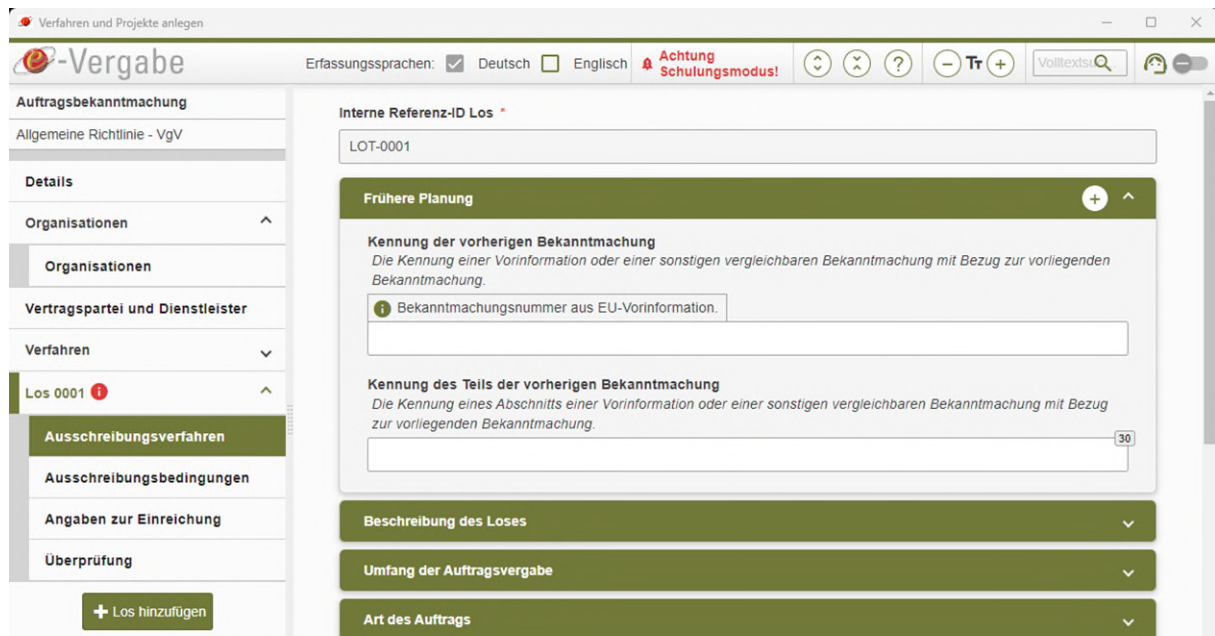 Verfahren und Projekte anlegen
e-Vergabe
Erfassungssprachen: Deutsch Englisch
Achtung
Schulungsmodus!
?
Tт
Volltextsu
Auftragsbekanntmachung
Allgemeine Richtlinie - VgV
Details
Organisationen
Organisationen
Vertragspartei und Dienstleister
Verfahren
Los 0001
Ausschreibungsverfahren
Ausschreibungsbedingungen
Angaben zur Einreichung
Überprüfung
+ Los hinzufügen
Interne Referenz-ID Los *
LOT-0001
Frühere Planung
Kennung der vorherigen Bekanntmachung
Die Kennung einer Vorinformation oder einer sonstigen vergleichbaren Bekanntmachung mit Bezug zur vorliegenden
Bekanntmachung.
Bekanntmachungsnummer aus EU-Vorinformation.
Kennung des Teils der vorherigen Bekanntmachung
Die Kennung eines Abschnitts einer Vorinformation oder einer sonstigen vergleichbaren Bekanntmachung mit Bezug
zur vorliegenden Bekanntmachung.
30
Beschreibung des Loses
Umfang der Auftragsvergabe
Art des Auftrags